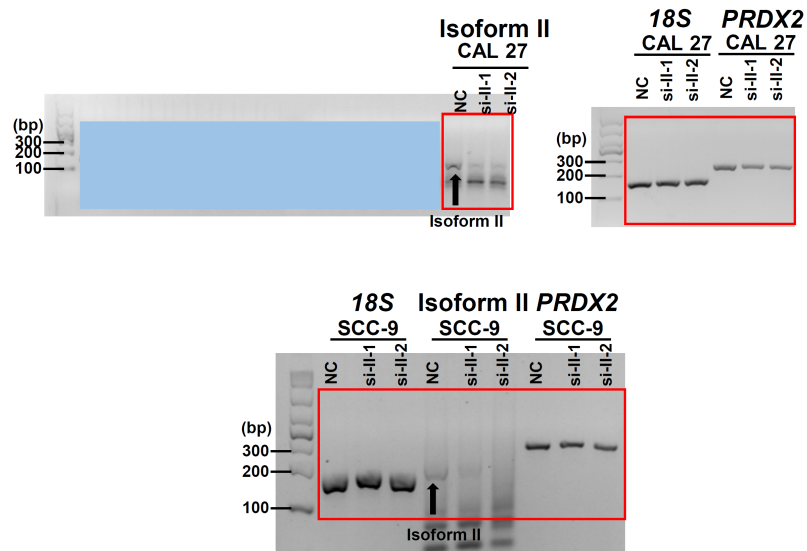 Isoform II
CAL 27
NC
si-II-1
si-II-2
(bp)
300
200
100
Isoform II
18S PRDX2
CAL 27 CAL 27
NC
si-II-1
si-II-2
NC
si-II-1
si-II-2
(bp)
300
200
100
18S Isoform II PRDX2
SCC-9 SCC-9 SCC-9
NC
si-II-1
si-II-2
NC
si-II-1
si-II-2
NC
si-II-1
si-II-2
(bp)
300
200
100
Isoform II